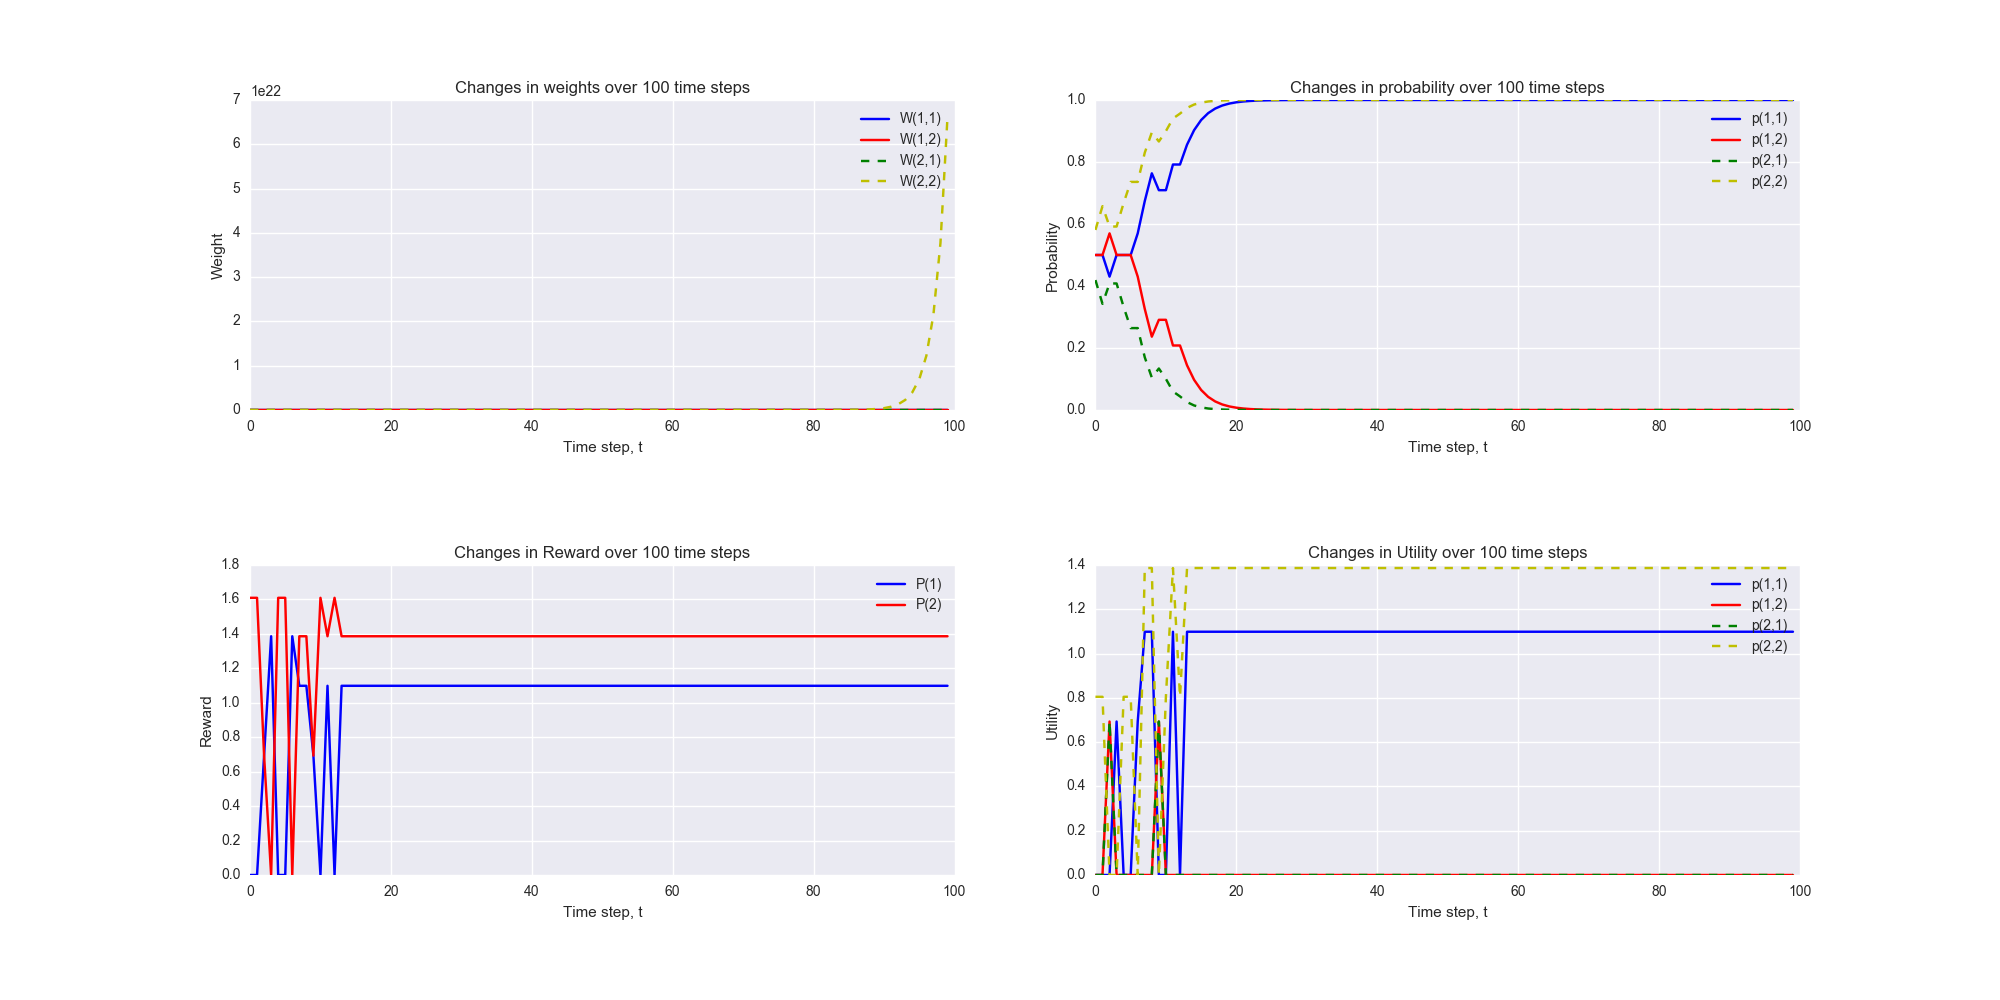 Changes in weights over 100 time steps
1e22
7
6
5
4
3
2
1
0
Weight
0 20 40 60 80 100
Time step, t
W(1,1)
W(1,2)
W(2,1)
W(2,2)
Changes in probability over 100 time steps
1.0
0.8
0.6
0.4
0.2
0.0
Probability
0 20 40 60 80 100
Time step, t
p(1,1)
p(1,2)
p(2,1)
p(2,2)
Changes in Reward over 100 time steps
1.8
1.6
1.4
1.2
1.0
0.8
0.6
0.4
0.2
0.0
Reward
0 20 40 60 80 100
Time step, t
P(1)
P(2)
Changes in Utility over 100 time steps
1.4
1.2
1.0
0.8
0.6
0.4
0.2
0.0
Utility
0 20 40 60 80 100
Time step, t
p(1,1)
p(1,2)
p(2,1)
p(2,2)